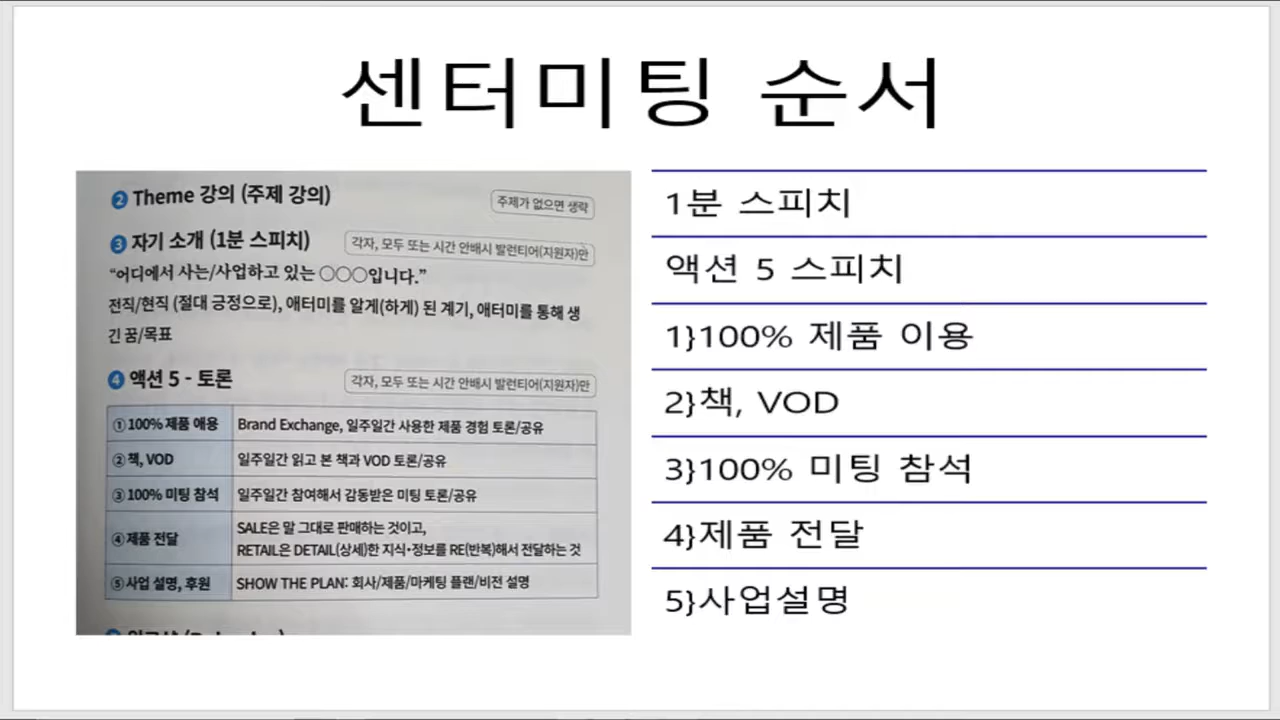 센터미팅 순서
2 Theme 강의 (주제 강의)
주제가 없으면 생략
3 자기 소개 (1분 스피치)
각자, 모두 또는 시간 안배시 발런티어(지원자)만
“어디에서 사는/사업하고 있는 ○○○입니다.”
전직/현직 (절대 긍정으로), 애터미를 알게(하게) 된 계기, 애터미를 통해 생
긴 꿈/목표
4 액션 5 - 토론
각자, 모두 또는 시간 안배시 발런티어(지원자)만
① 100% 제품 애용
Brand Exchange, 일주일간 사용한 제품 경험 토론/공유
② 책, VOD
일주일간 읽고 본 책과 VOD 토론/공유
③ 100% 미팅 참석
일주일간 참여해서 감동받은 미팅 토론/공유
④ 제품 전달
SALE은 말 그대로 판매하는 것이고,
RETAIL은 DETAIL(상세)한 지식·정보를 RE(반복)해서 전달하는 것
⑤ 사업 설명, 후원
SHOW THE PLAN: 회사/제품/마케팅 플랜/비전 설명
1분 스피치
액션 5 스피치
1}100% 제품 이용
2}책, VOD
3}100% 미팅 참석
4}제품 전달
5}사업설명